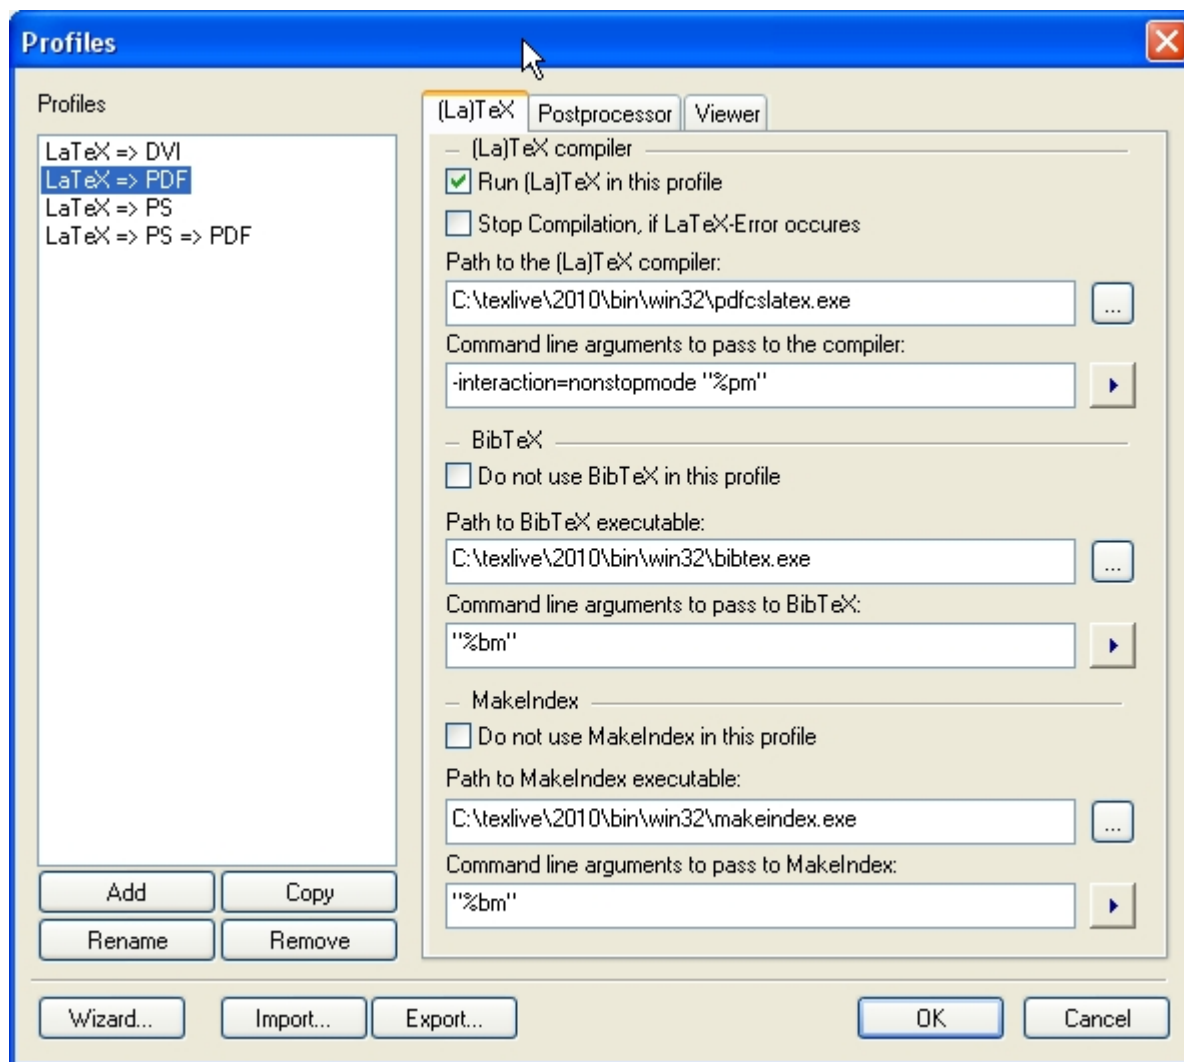 Profiles
Profiles
LaTeX => DVI
LaTeX => PDF
LaTeX => PS
LaTeX => PS => PDF
Add
Copy
Rename
Remove
(La)TeX
Postprocessor
Viewer
(La)TeX compiler
Run (La)TeX in this profile
Stop Compilation, if LaTeX-Error occures
Path to the (La)TeX compiler:
C:\texlive\2010\bin\win32\pdfcslatex.exe
...
Command line arguments to pass to the compiler:
-interaction=nonstopmode "%pm"
BibTeX
Do not use BibTeX in this profile
Path to BibTeX executable:
C:\texlive\2010\bin\win32\bibtex.exe
...
Command line arguments to pass to BibTeX:
"%bm"
MakeIndex
Do not use MakeIndex in this profile
Path to MakeIndex executable:
C:\texlive\2010\bin\win32\makeindex.exe
...
Command line arguments to pass to MakeIndex:
"%bm"
Wizard...
Import...
Export...
OK
Cancel